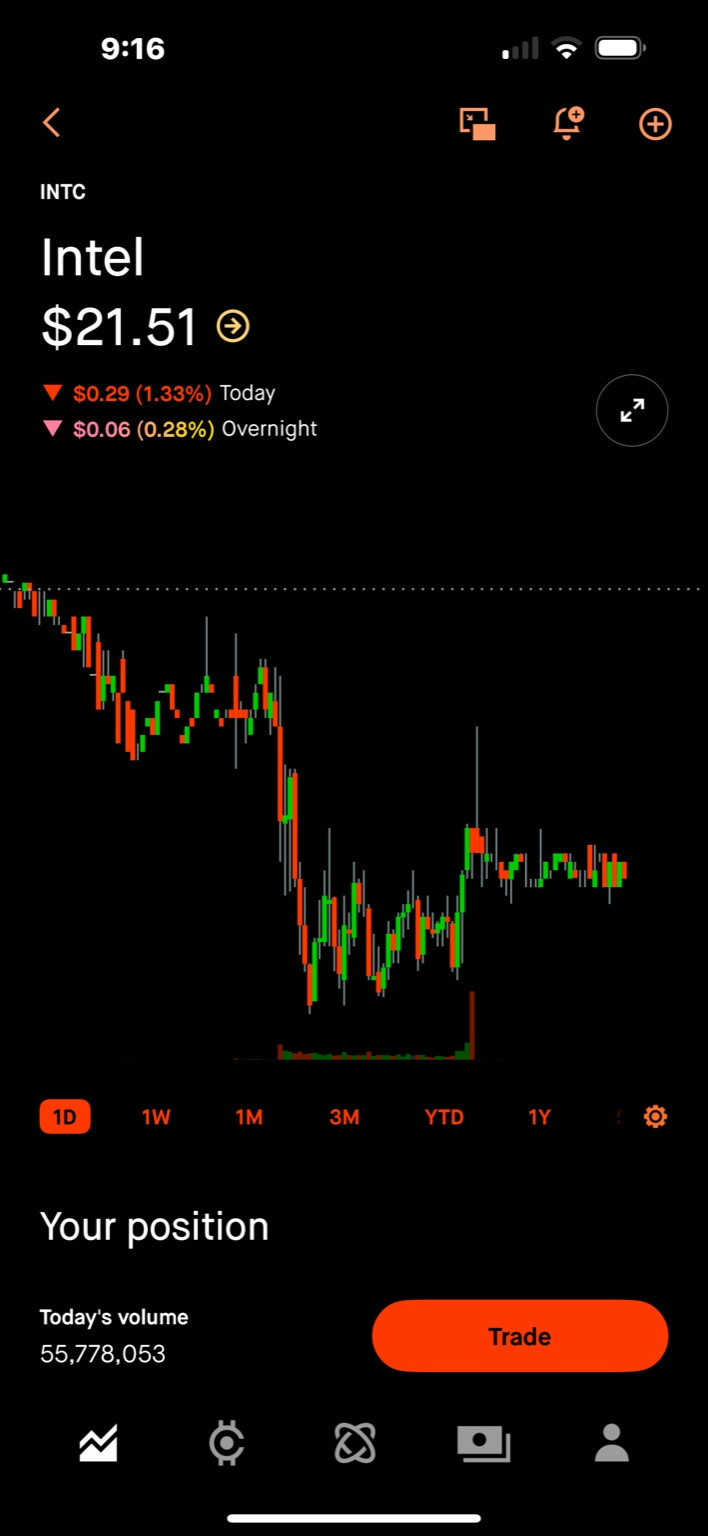 9:16
INTC
Intel
$21.51
▼ $0.29 (1.33%) Today
▼ $0.06 (0.28%) Overnight
1D 1W 1M 3M YTD 1Y
Your position
Today's volume
55,778,053
Trade